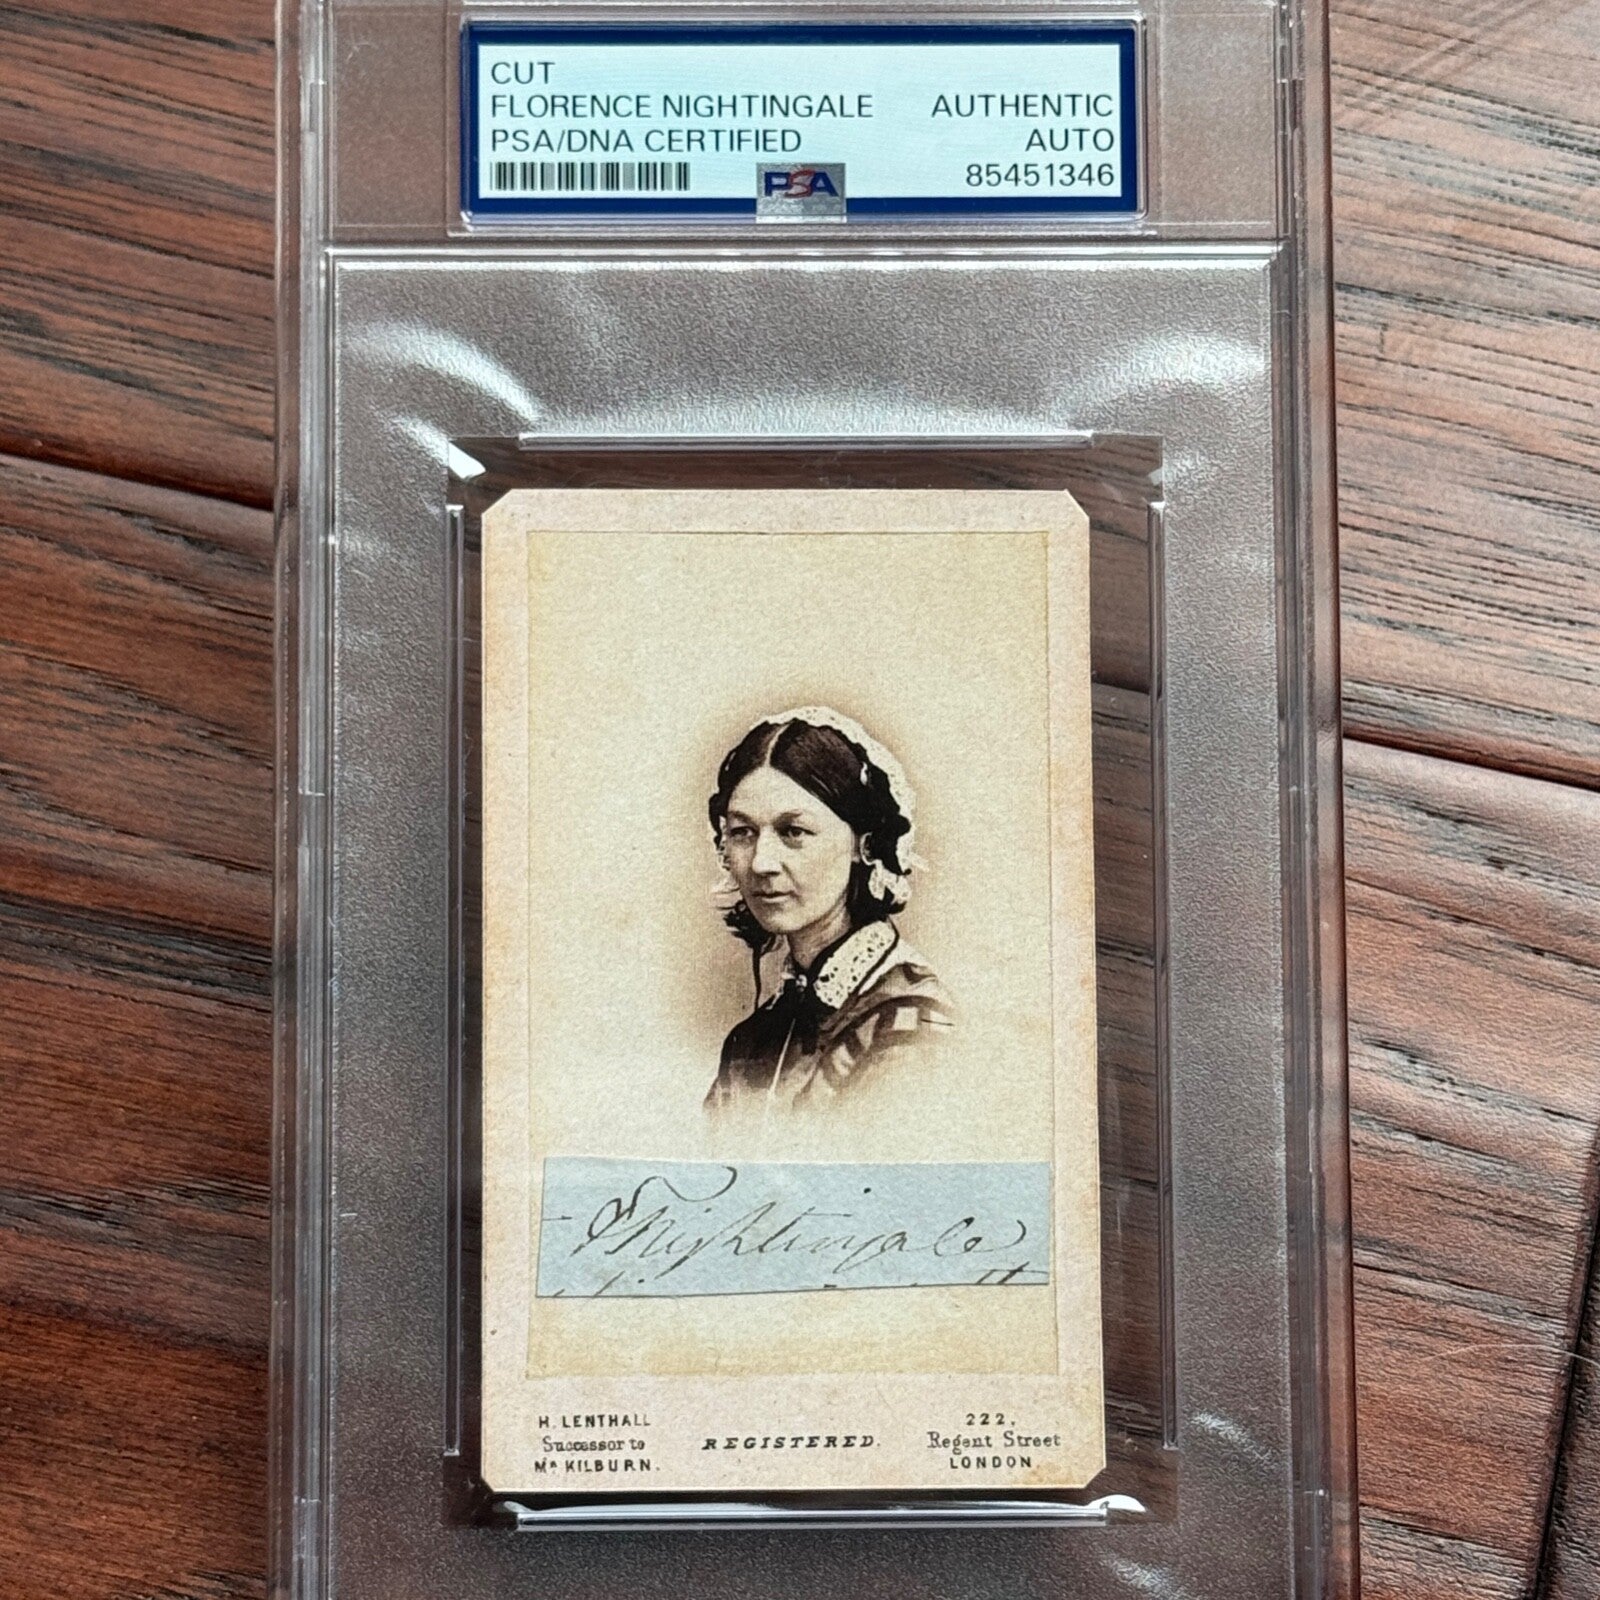 CUT
FLORENCE NIGHTINGALE AUTHENTIC
PSA/DNA CERTIFIED AUTO
PSA 85451346
F Nightingale
H. LENTHALL
Successor to
Mr. KILBURN.
REGISTERED.
222,
Regent Street
LONDON.